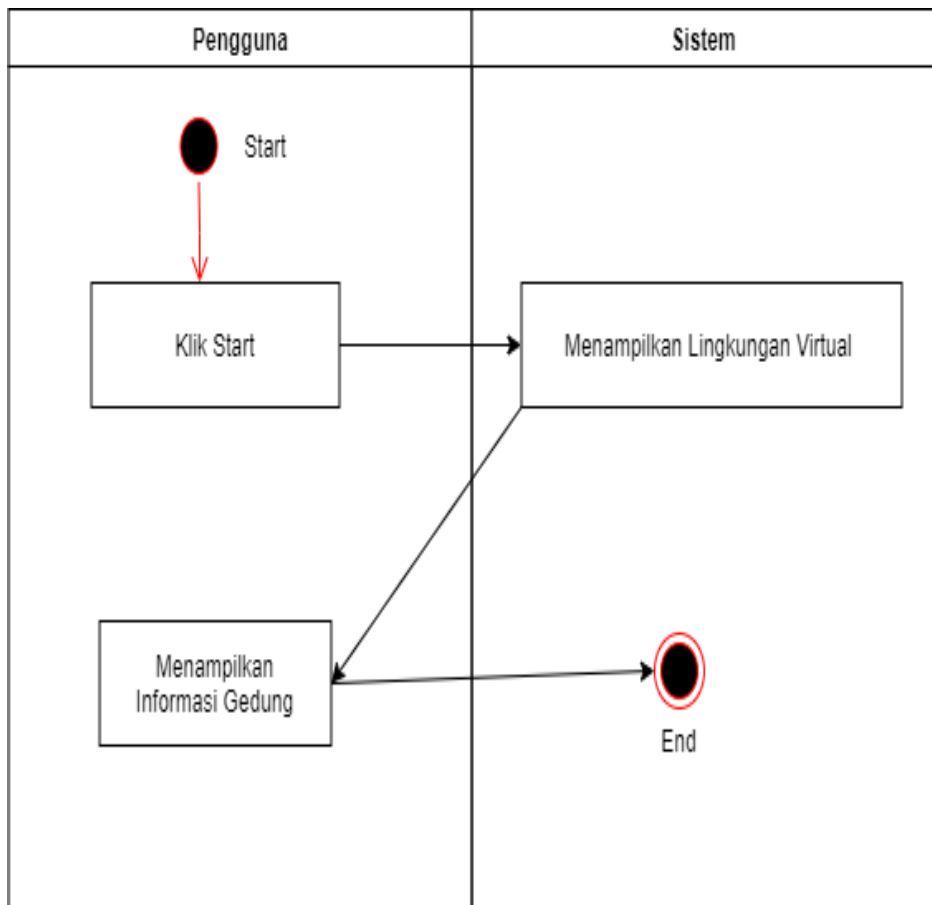 Pengguna
Sistem
Start
Klik Start
Menampilkan Lingkungan Virtual
Menampilkan
Informasi Gedung
End